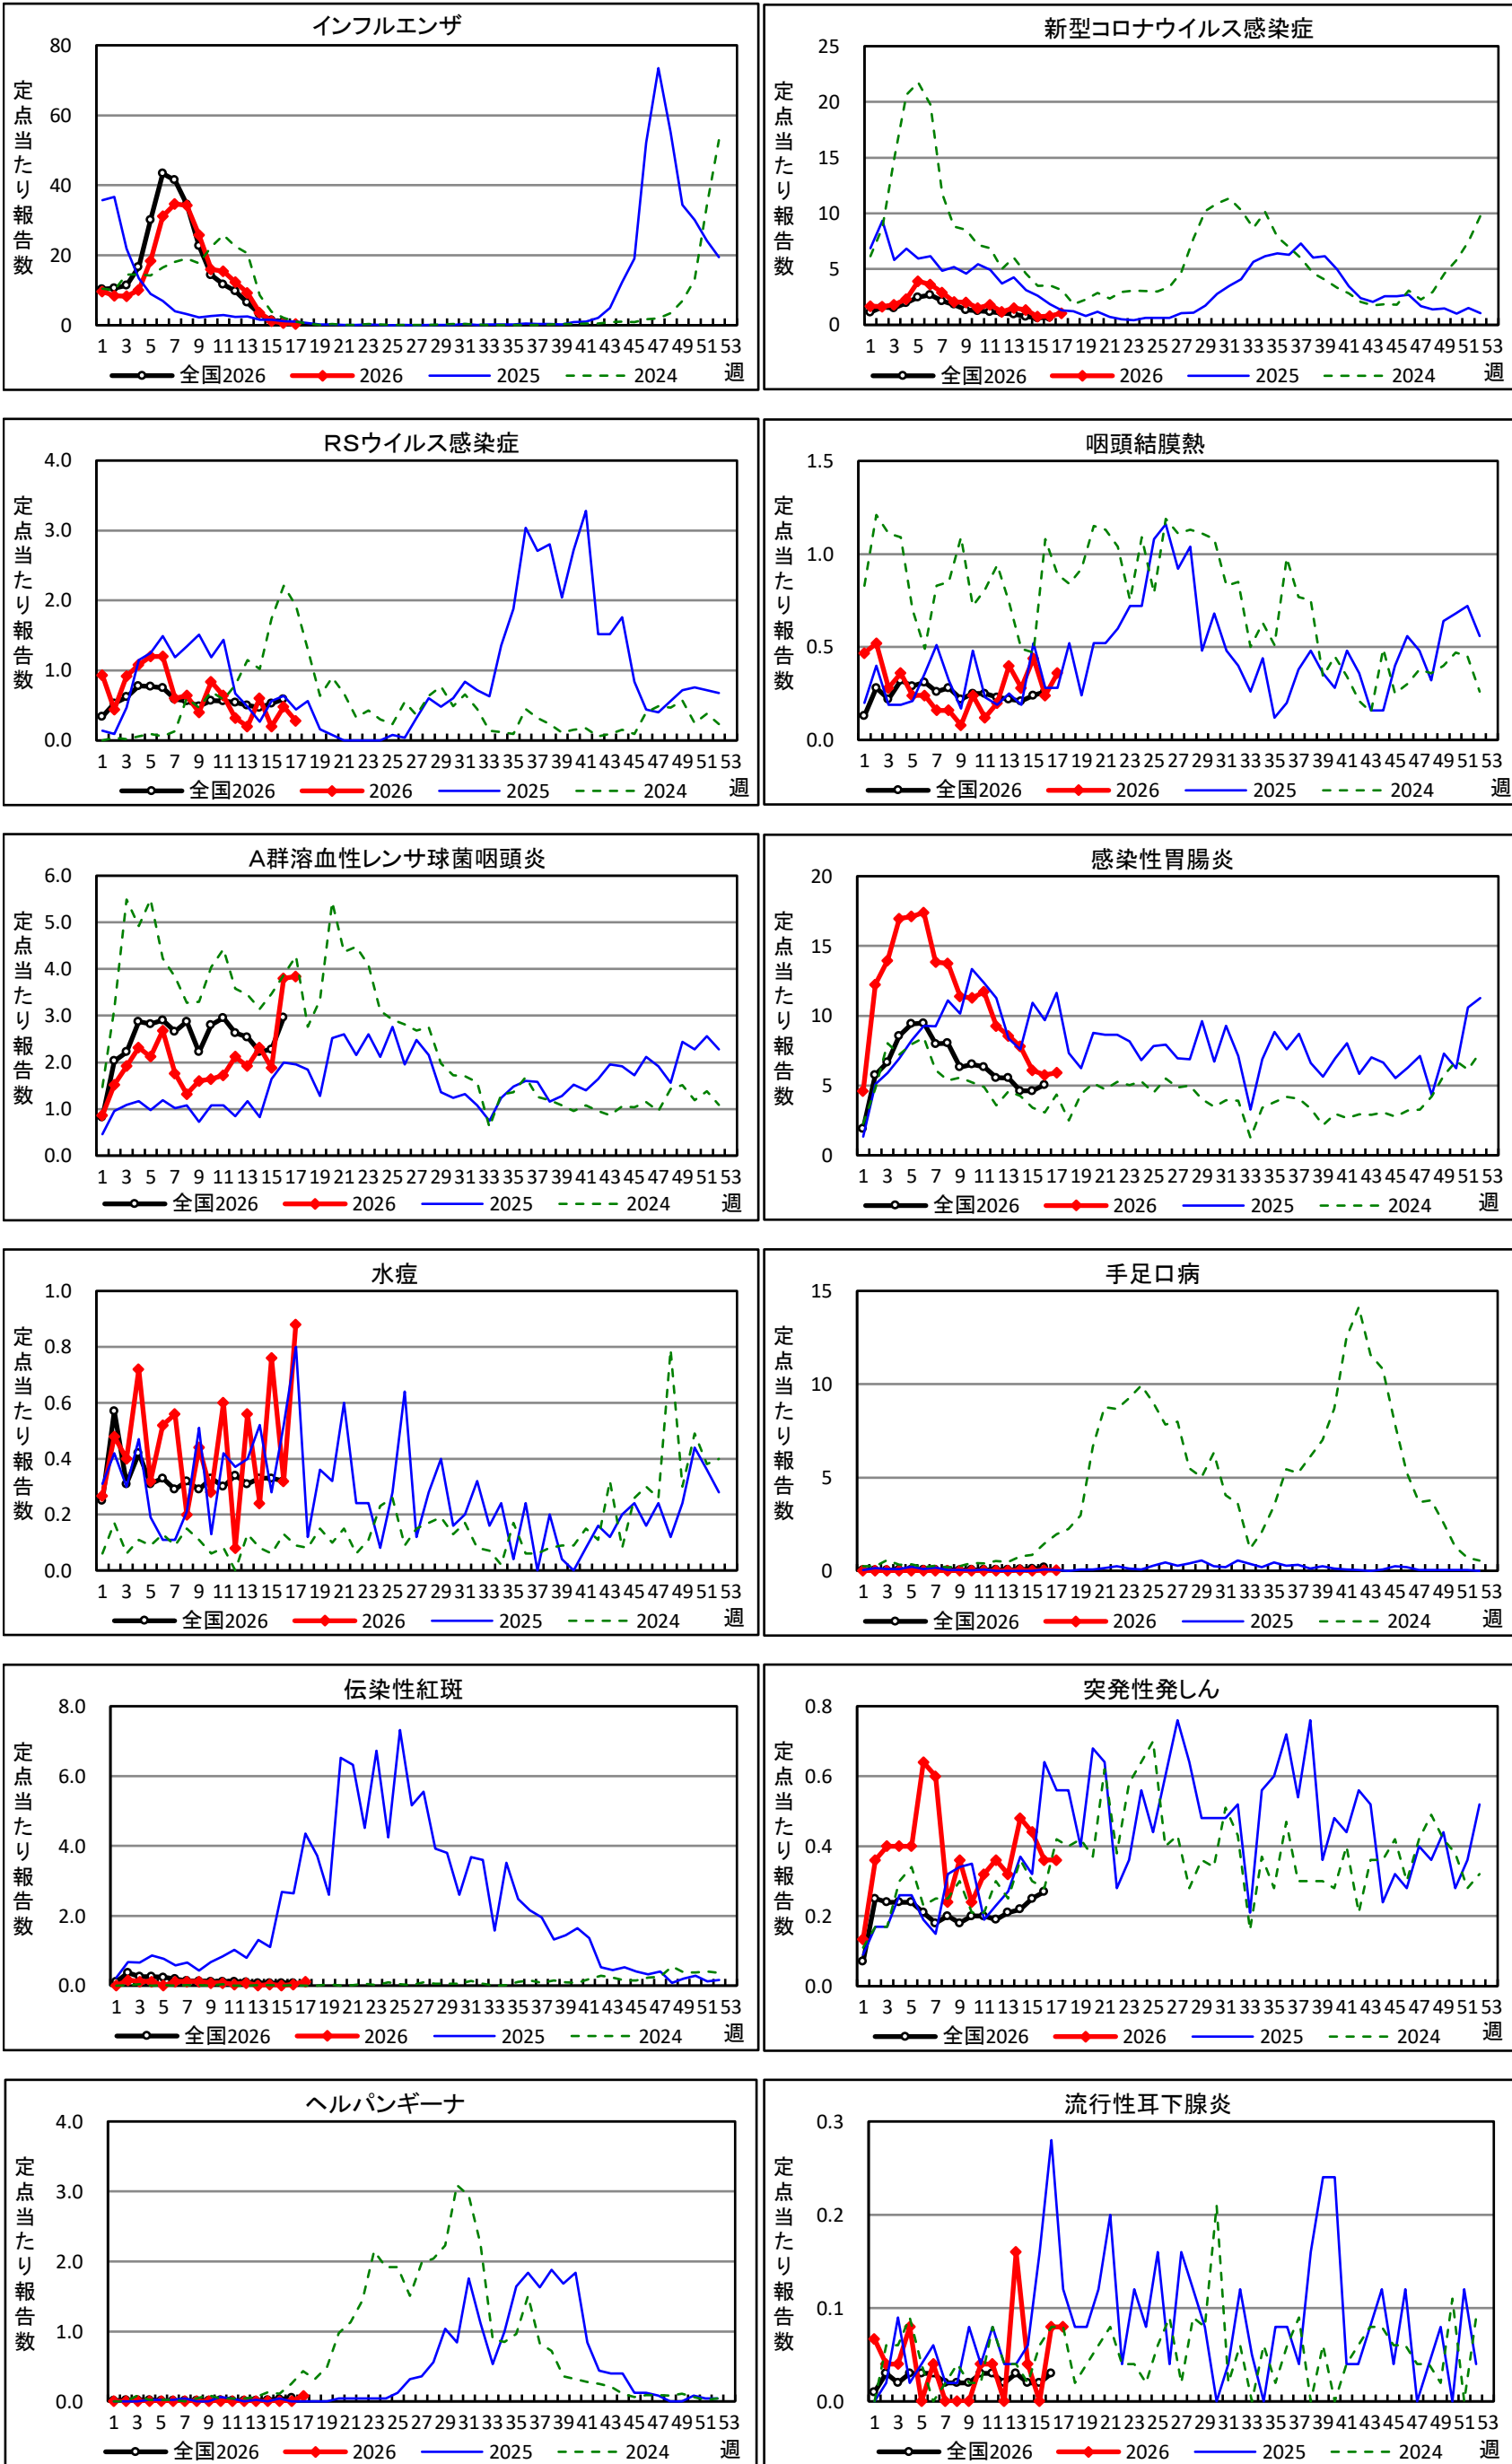 インフルエンザ
定点当たり報告数
80
60
40
20
0
1 3 5 7 9 11 13 15 17 19 21 23 25 27 29 31 33 35 37 39 41 43 45 47 49 51 53
全国2026 2026 2025 2024 週
新型コロナウイルス感染症
定点当たり報告数
25
20
15
10
5
0
1 3 5 7 9 11 13 15 17 19 21 23 25 27 29 31 33 35 37 39 41 43 45 47 49 51 53
全国2026 2026 2025 2024 週
RSウイルス感染症
定点当たり報告数
4.0
3.0
2.0
1.0
0.0
1 3 5 7 9 11 13 15 17 19 21 23 25 27 29 31 33 35 37 39 41 43 45 47 49 51 53
全国2026 2026 2025 2024 週
咽頭結膜熱
定点当たり報告数
1.5
1.0
0.5
0.0
1 3 5 7 9 11 13 15 17 19 21 23 25 27 29 31 33 35 37 39 41 43 45 47 49 51 53
全国2026 2026 2025 2024 週
A群溶血性レンサ球菌咽頭炎
定点当たり報告数
6.0
5.0
4.0
3.0
2.0
1.0
0.0
1 3 5 7 9 11 13 15 17 19 21 23 25 27 29 31 33 35 37 39 41 43 45 47 49 51 53
全国2026 2026 2025 2024 週
感染性胃腸炎
定点当たり報告数
20
15
10
5
0
1 3 5 7 9 11 13 15 17 19 21 23 25 27 29 31 33 35 37 39 41 43 45 47 49 51 53
全国2026 2026 2025 2024 週
水痘
定点当たり報告数
1.0
0.8
0.6
0.4
0.2
0.0
1 3 5 7 9 11 13 15 17 19 21 23 25 27 29 31 33 35 37 39 41 43 45 47 49 51 53
全国2026 2026 2025 2024 週
手足口病
定点当たり報告数
15
10
5
0
1 3 5 7 9 11 13 15 17 19 21 23 25 27 29 31 33 35 37 39 41 43 45 47 49 51 53
全国2026 2026 2025 2024 週
伝染性紅斑
定点当たり報告数
8.0
6.0
4.0
2.0
0.0
1 3 5 7 9 11 13 15 17 19 21 23 25 27 29 31 33 35 37 39 41 43 45 47 49 51 53
全国2026 2026 2025 2024 週
突発性発しん
定点当たり報告数
0.8
0.6
0.4
0.2
0.0
1 3 5 7 9 11 13 15 17 19 21 23 25 27 29 31 33 35 37 39 41 43 45 47 49 51 53
全国2026 2026 2025 2024 週
ヘルパンギーナ
定点当たり報告数
4.0
3.0
2.0
1.0
0.0
1 3 5 7 9 11 13 15 17 19 21 23 25 27 29 31 33 35 37 39 41 43 45 47 49 51 53
全国2026 2026 2025 2024 週
流行性耳下腺炎
定点当たり報告数
0.3
0.2
0.1
0.0
1 3 5 7 9 11 13 15 17 19 21 23 25 27 29 31 33 35 37 39 41 43 45 47 49 51 53
全国2026 2026 2025 2024 週